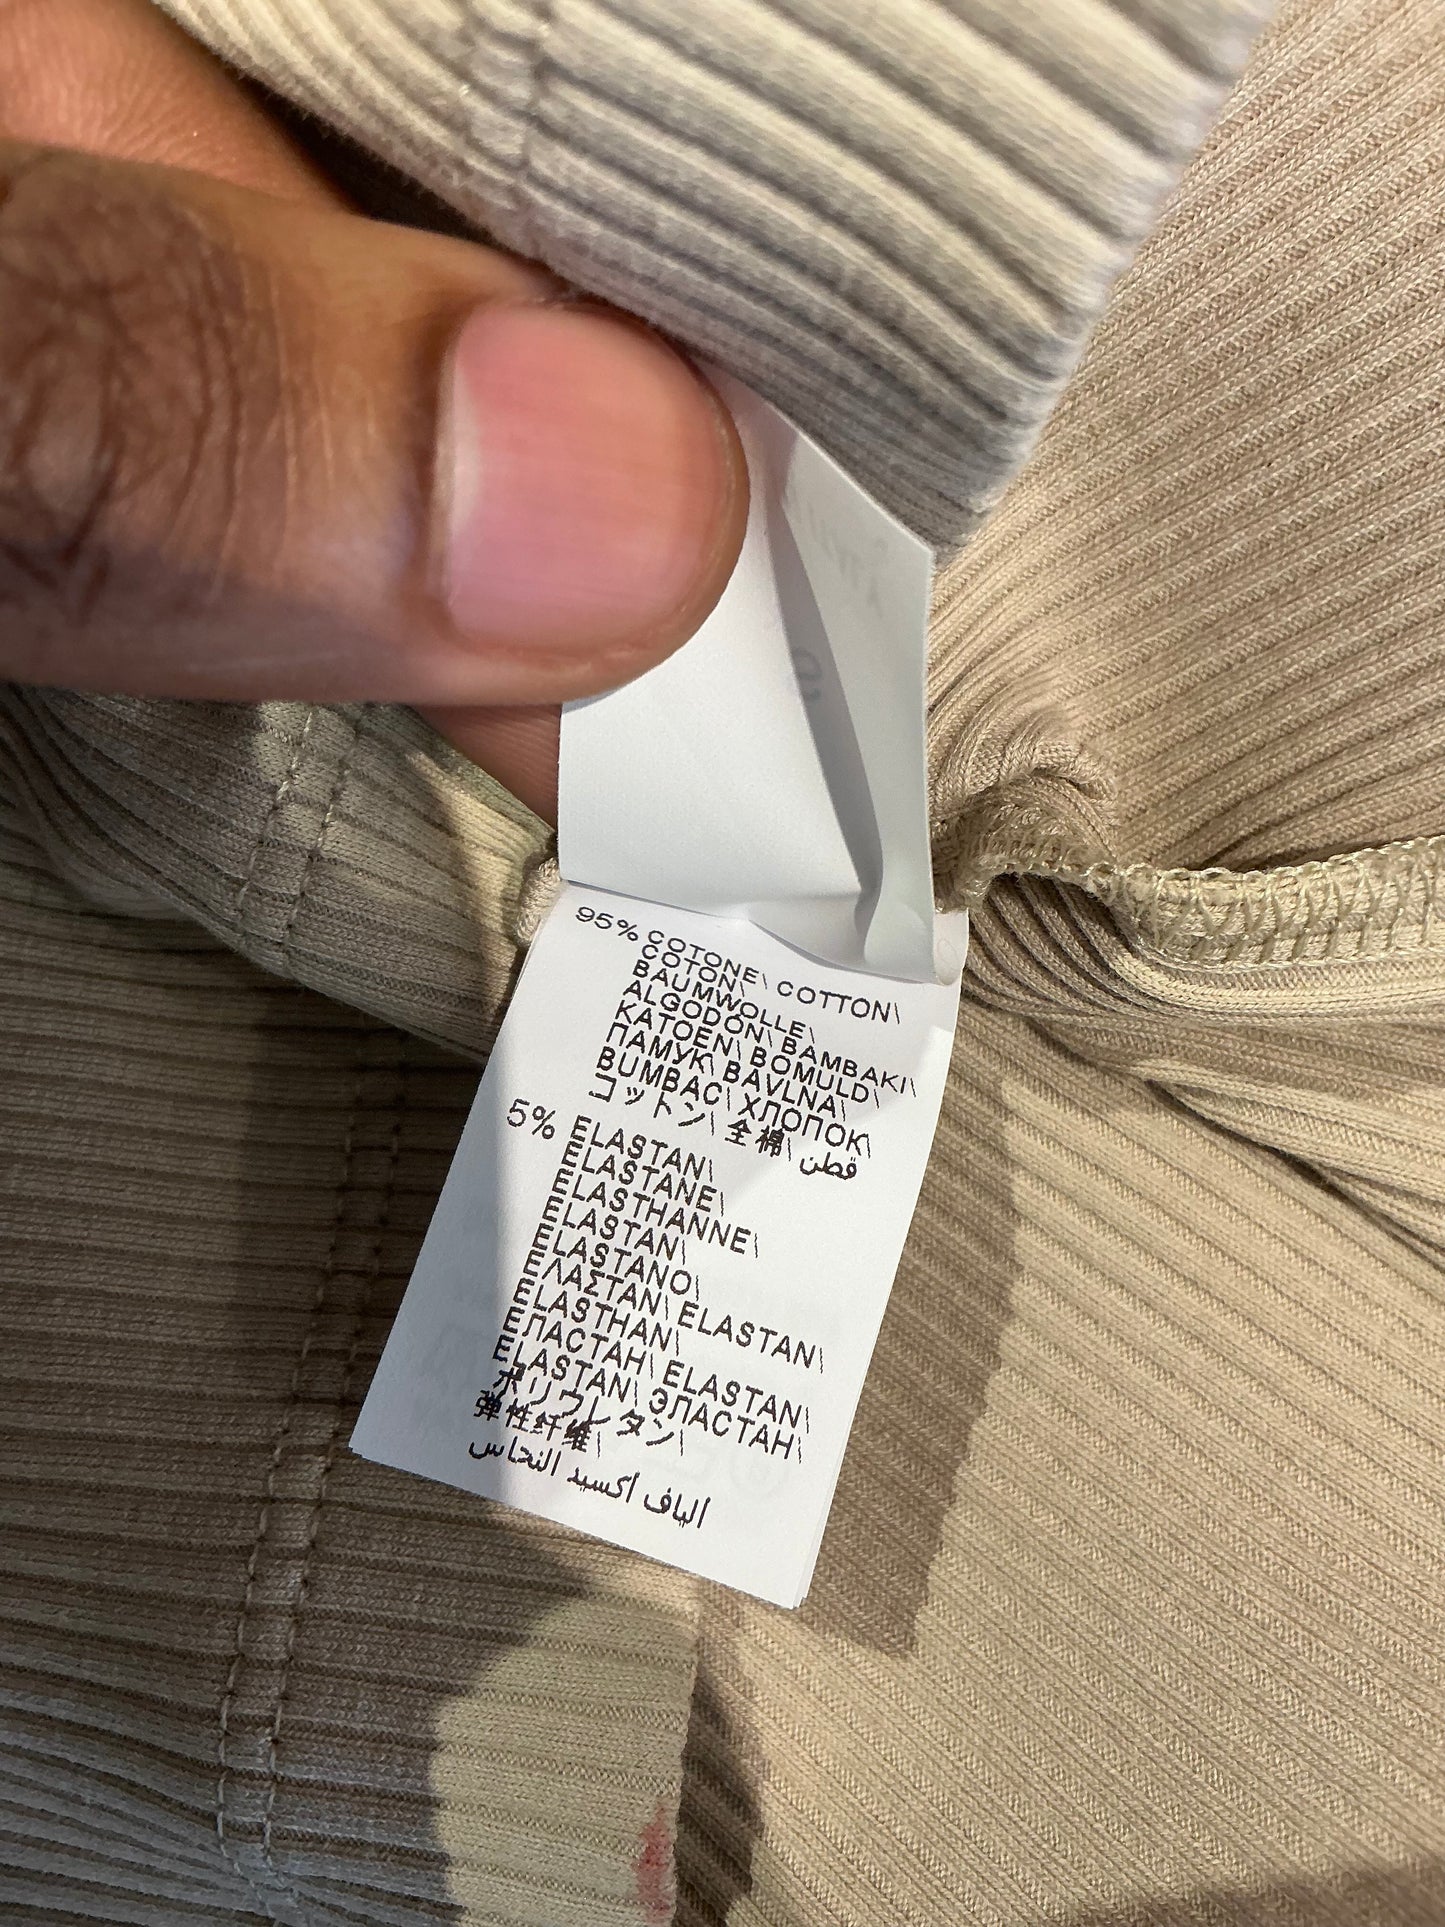 95% COTONE\ COTTON\
COTON\
BAUMWOLLE\
ALGODÓN\ BAMBAKI\
KATOEN\ BOMULD\
ПАМУК\ BAVLNA\
BUMBAC\ ХЛОПОК\
コットン\ 全棉\ قطن
5% ELASTAN\
ELASTANE\
ELASTHANNE\
ELASTAN\
ELASTANO\
ΕΛΑΣΤΑΝ\ ELASTAN\
ELASTHAN\
ЕЛАСТАН\ ELASTAN\
ELASTAN\ ЭЛАСТАН\
ポリウレタン\
弹性纤维\
ألياف أكسيد النحاس